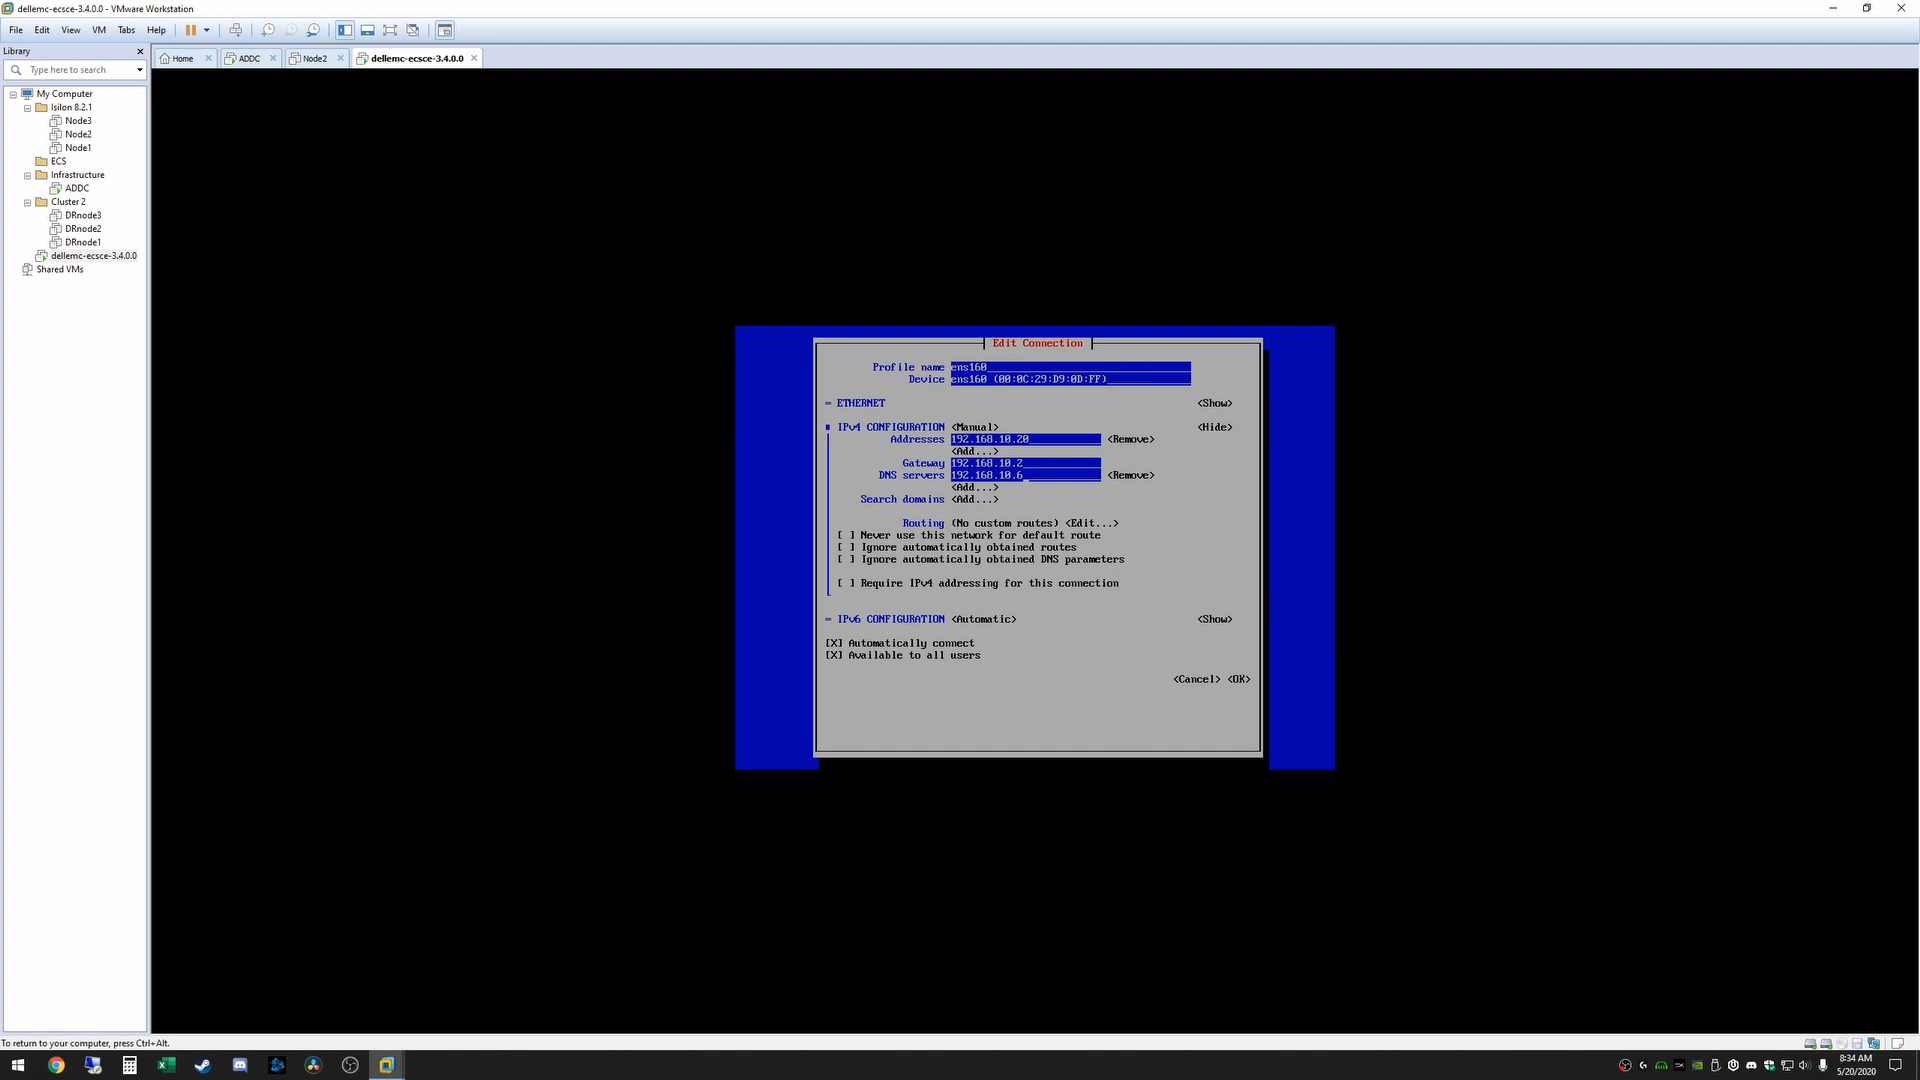 dellemc-ecsce-3.4.0.0 - VMware Workstation
File Edit View VM Tabs Help
Library
Type here to search
My Computer
Isilon 8.2.1
Node3
Node2
Node1
ECS
Infrastructure
ADDC
Cluster 2
DRnode3
DRnode2
DRnode1
dellemc-ecsce-3.4.0.0
Shared VMs
Home ADDC Node2 dellemc-ecsce-3.4.0.0
Edit Connection
Profile name ens160
Device ens160 (00:0C:29:D9:0D:FF)
= ETHERNET <Show>
IPv4 CONFIGURATION <Manual> <Hide>
Addresses 192.168.10.20 <Remove>
<Add...>
Gateway 192.168.10.2
DNS servers 192.168.10.6 <Remove>
<Add...>
Search domains <Add...>
Routing (No custom routes) <Edit...>
[ ] Never use this network for default route
[ ] Ignore automatically obtained routes
[ ] Ignore automatically obtained DNS parameters
[ ] Require IPv4 addressing for this connection
= IPv6 CONFIGURATION <Automatic> <Show>
[X] Automatically connect
[X] Available to all users
<Cancel> <OK>
To return to your computer, press Ctrl+Alt.
8:34 AM
5/20/2020